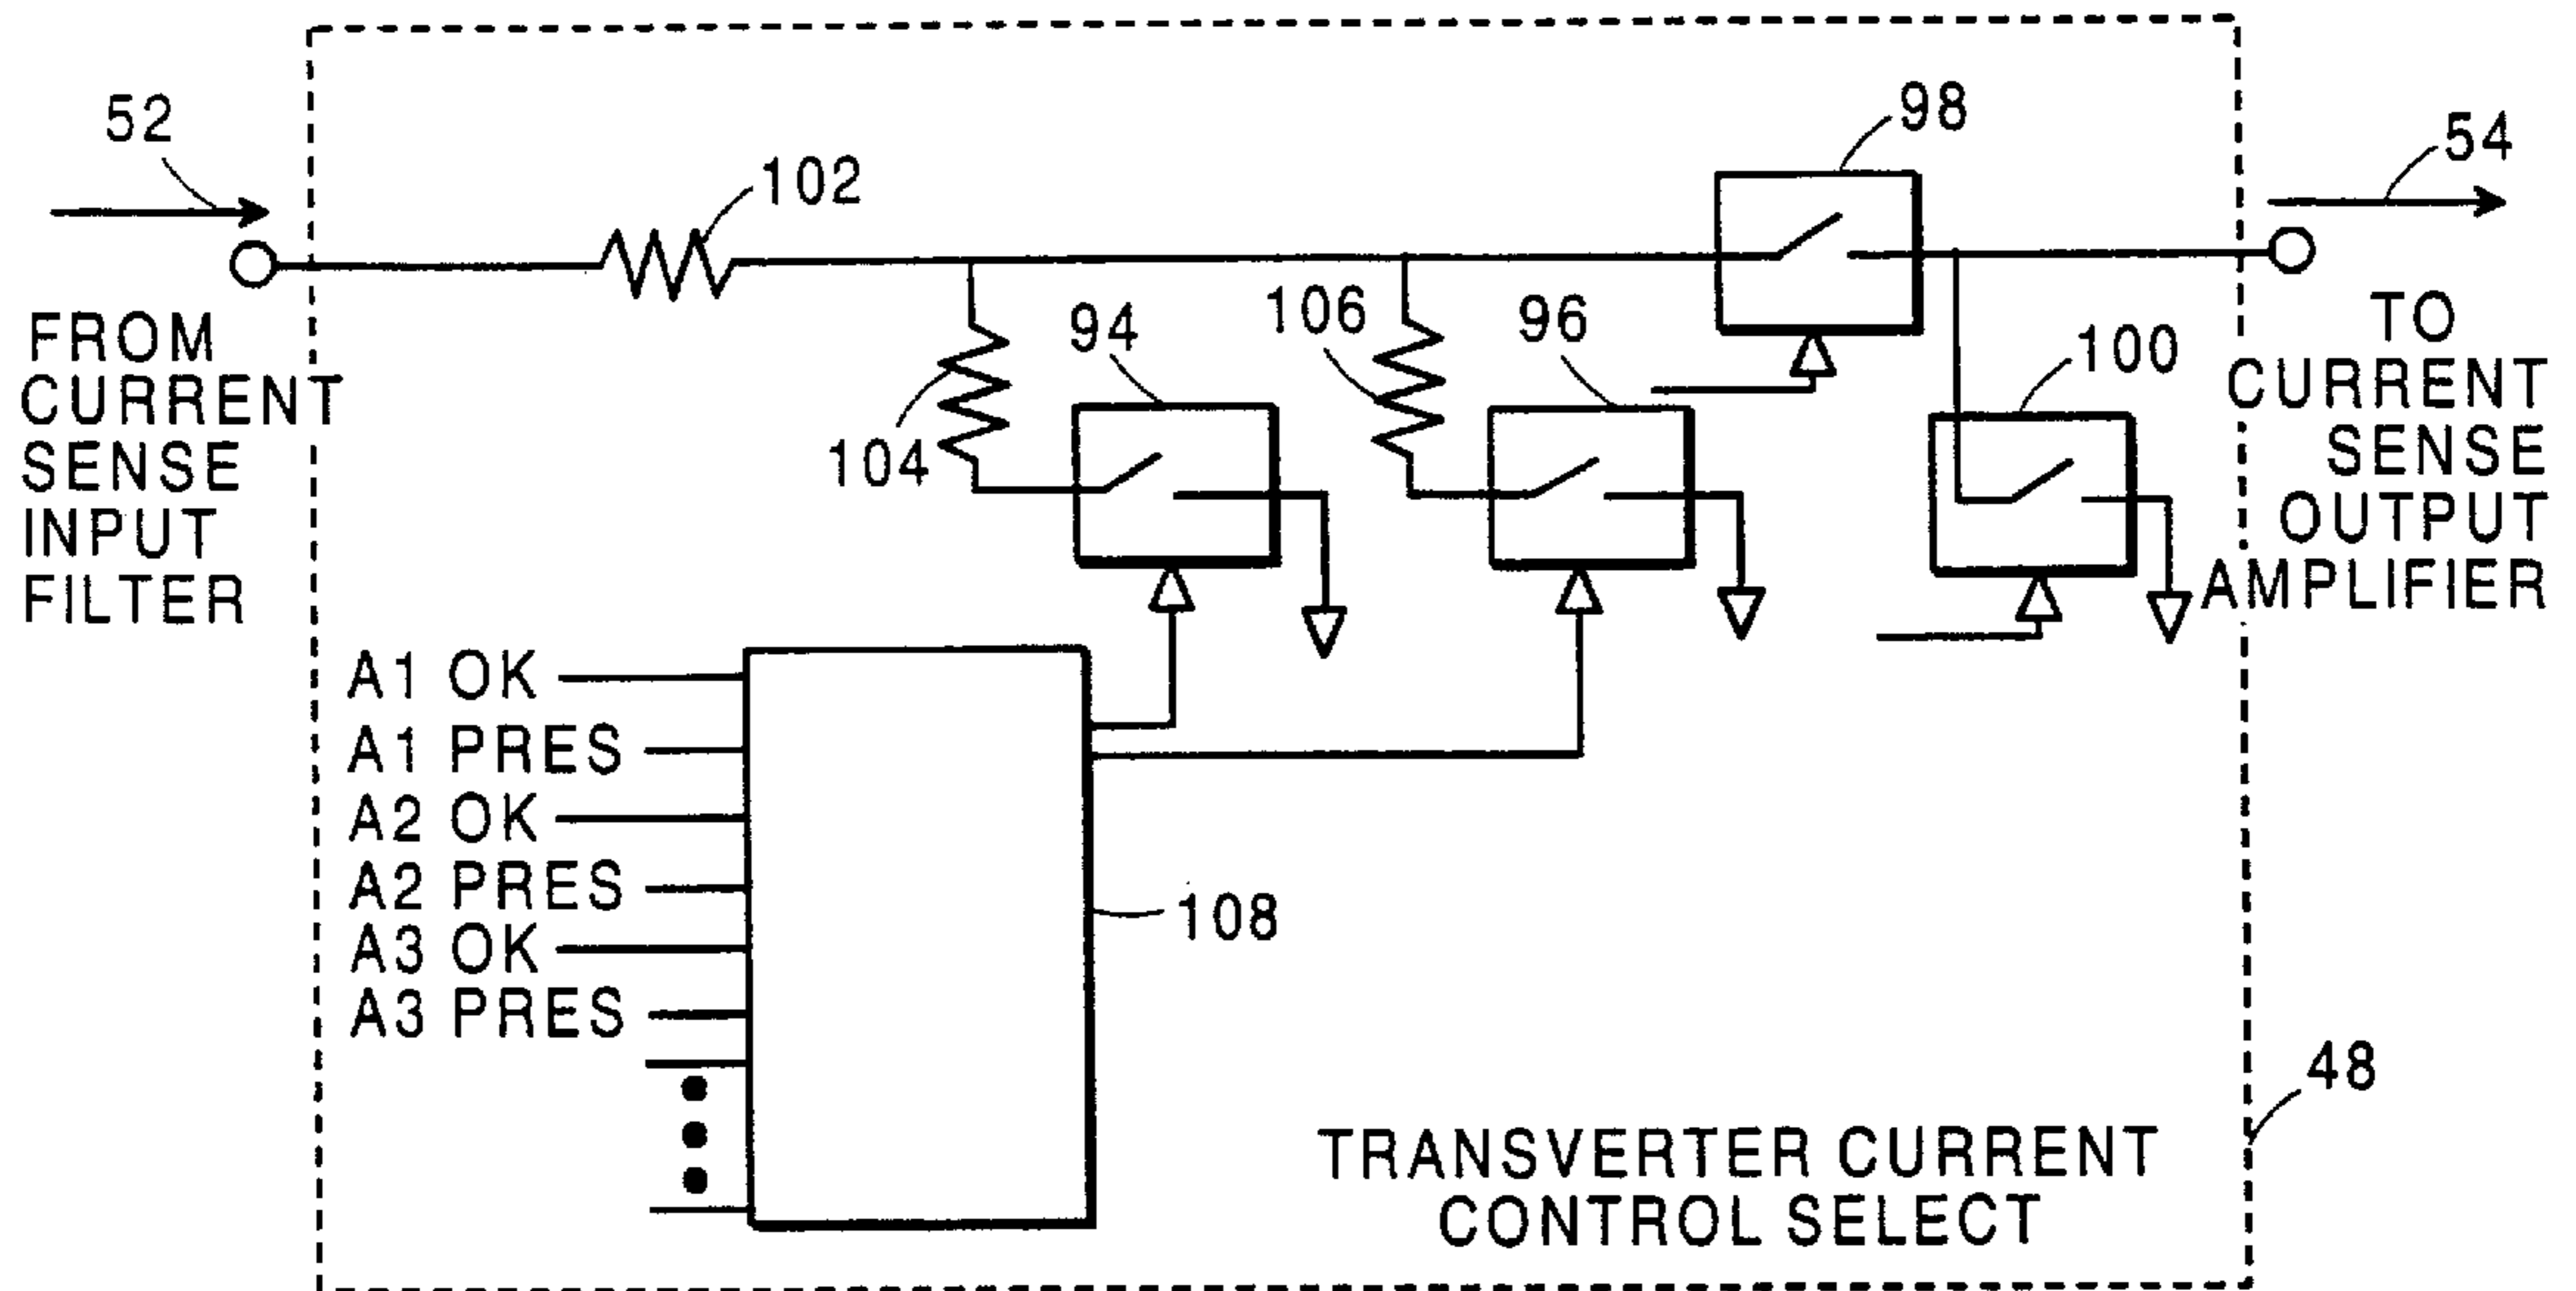 52
102
98
54
FROM
CURRENT
SENSE
INPUT
FILTER
104
94
106
96
100
TO
CURRENT
SENSE
OUTPUT
AMPLIFIER
A1 OK
A1 PRES
A2 OK
A2 PRES
A3 OK
A3 PRES
108
48
TRANSVERTER CURRENT
CONTROL SELECT